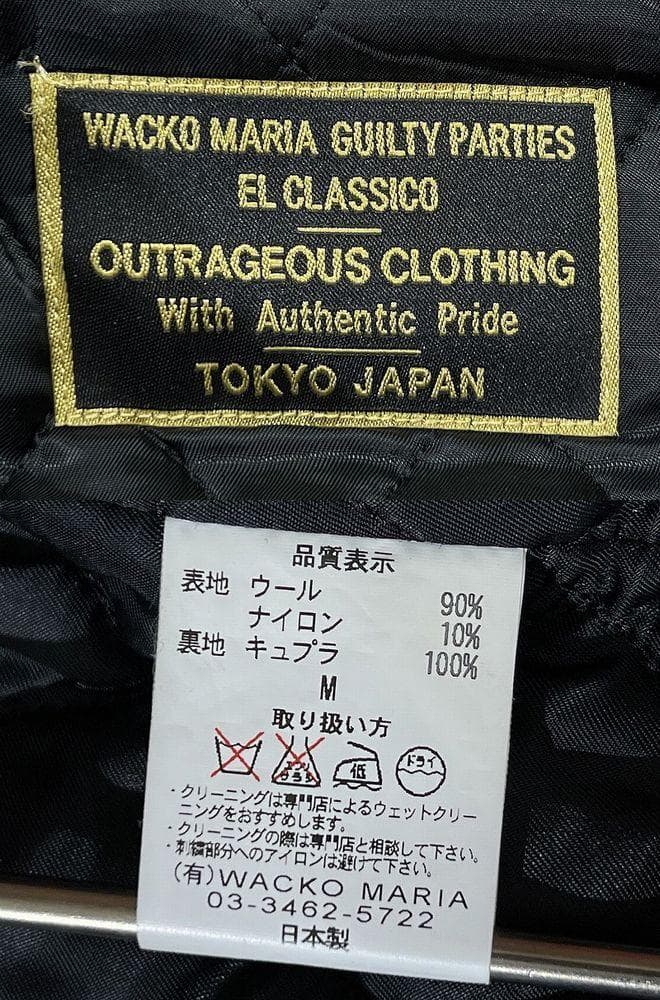 WACKO MARIA GUILTY PARTIES
EL CLASSICO
OUTRAGEOUS CLOTHING
With Authentic Pride
TOKYO JAPAN
品質表示
表地 ウール 90%
ナイロン 10%
裏地 キュプラ 100%
M
取り扱い方
エンソ サラシ 低 ドライ
・クリーニングは専門店によるウェットクリー
ニングをおすすめします。
・クリーニングの際は専門店と相談して下さい。
・刺繍部分へのアイロンは避けて下さい。
(有)WACKO MARIA
03-3462-5722
日本製